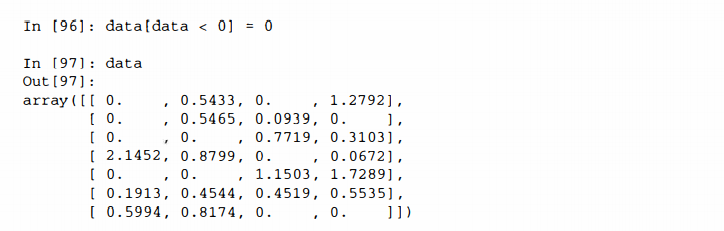 In [96]: data[data < 0] = 0
In [97]: data
Out[97]:
array([[ 0.    , 0.5433, 0.    , 1.2792],
       [ 0.    , 0.5465, 0.0939, 0.    ],
       [ 0.    , 0.    , 0.7719, 0.3103],
       [ 2.1452, 0.8799, 0.    , 0.0672],
       [ 0.    , 0.    , 1.1503, 1.7289],
       [ 0.1913, 0.4544, 0.4519, 0.5535],
       [ 0.5994, 0.8174, 0.    , 0.    ]])